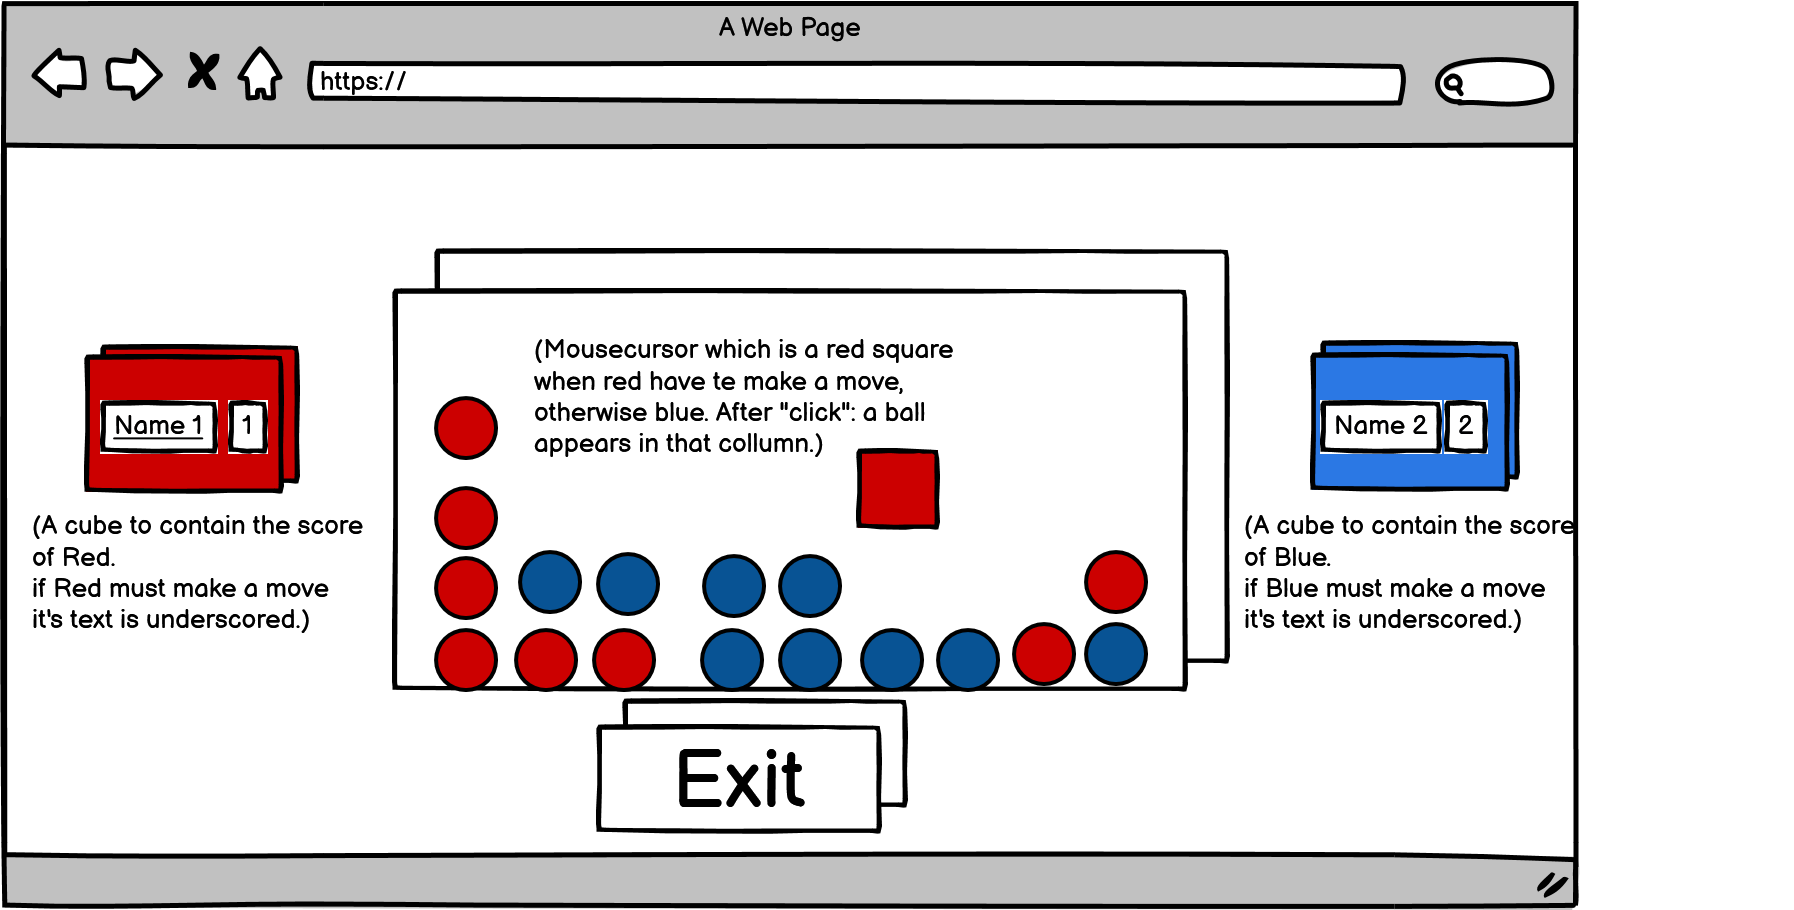 A Web Page
https://
(Mousecursor which is a red square
when red have te make a move,
otherwise blue. After "click": a ball
appears in that collumn.)
Name 1
1
(A cube to contain the score
of Red.
if Red must make a move
it's text is underscored.)
Name 2
2
(A cube to contain the score
of Blue.
if Blue must make a move
it's text is underscored.)
Exit